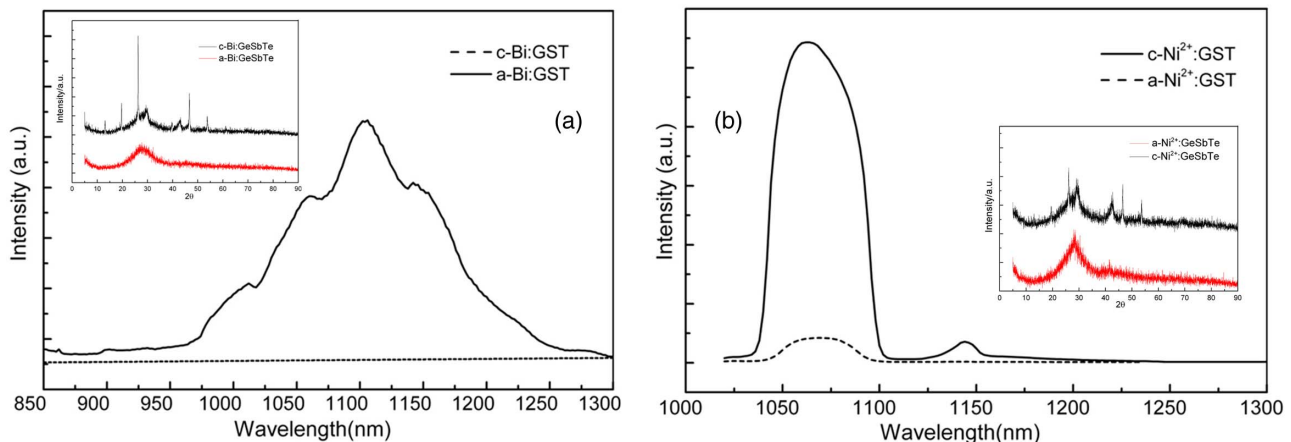 c-Bi:GeSbTe
a-Bi:GeSbTe
Intensity/a.u.
0 10 20 30 40 50 60 70 80 90
2θ
c-Bi:GST
a-Bi:GST
(a)
Intensity (a.u.)
850 900 950 1000 1050 1100 1150 1200 1250 1300
Wavelength(nm)
c-Ni²⁺:GST
a-Ni²⁺:GST
(b)
a-Ni²⁺:GeSbTe
c-Ni²⁺:GeSbTe
Intensity/a.u.
0 10 20 30 40 50 60 70 80 90
2θ
Intensity (a.u.)
1000 1050 1100 1150 1200 1250 1300
Wavelength(nm)